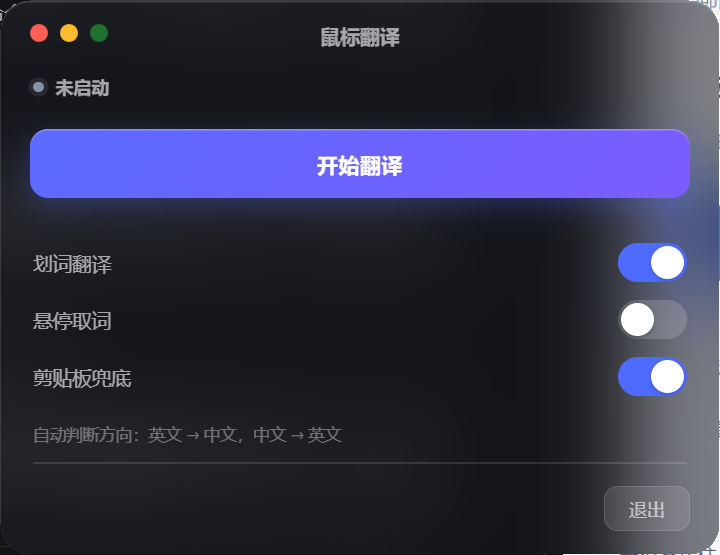 鼠标翻译
未启动
开始翻译
划词翻译
悬停取词
剪贴板兜底
自动判断方向：英文→中文，中文→英文
退出